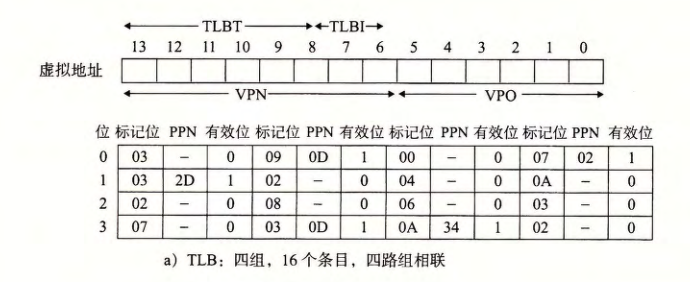 TLBT TLBI
13 12 11 10 9 8 7 6 5 4 3 2 1 0
虚拟地址
VPN VPO
位 标记位 PPN 有效位 标记位 PPN 有效位 标记位 PPN 有效位 标记位 PPN 有效位
0 03 – 0 09 0D 1 00 – 0 07 02 1
1 03 2D 1 02 – 0 04 – 0 0A – 0
2 02 – 0 08 – 0 06 – 0 03 – 0
3 07 – 0 03 0D 1 0A 34 1 02 – 0
a) TLB：四组，16 个条目，四路组相联